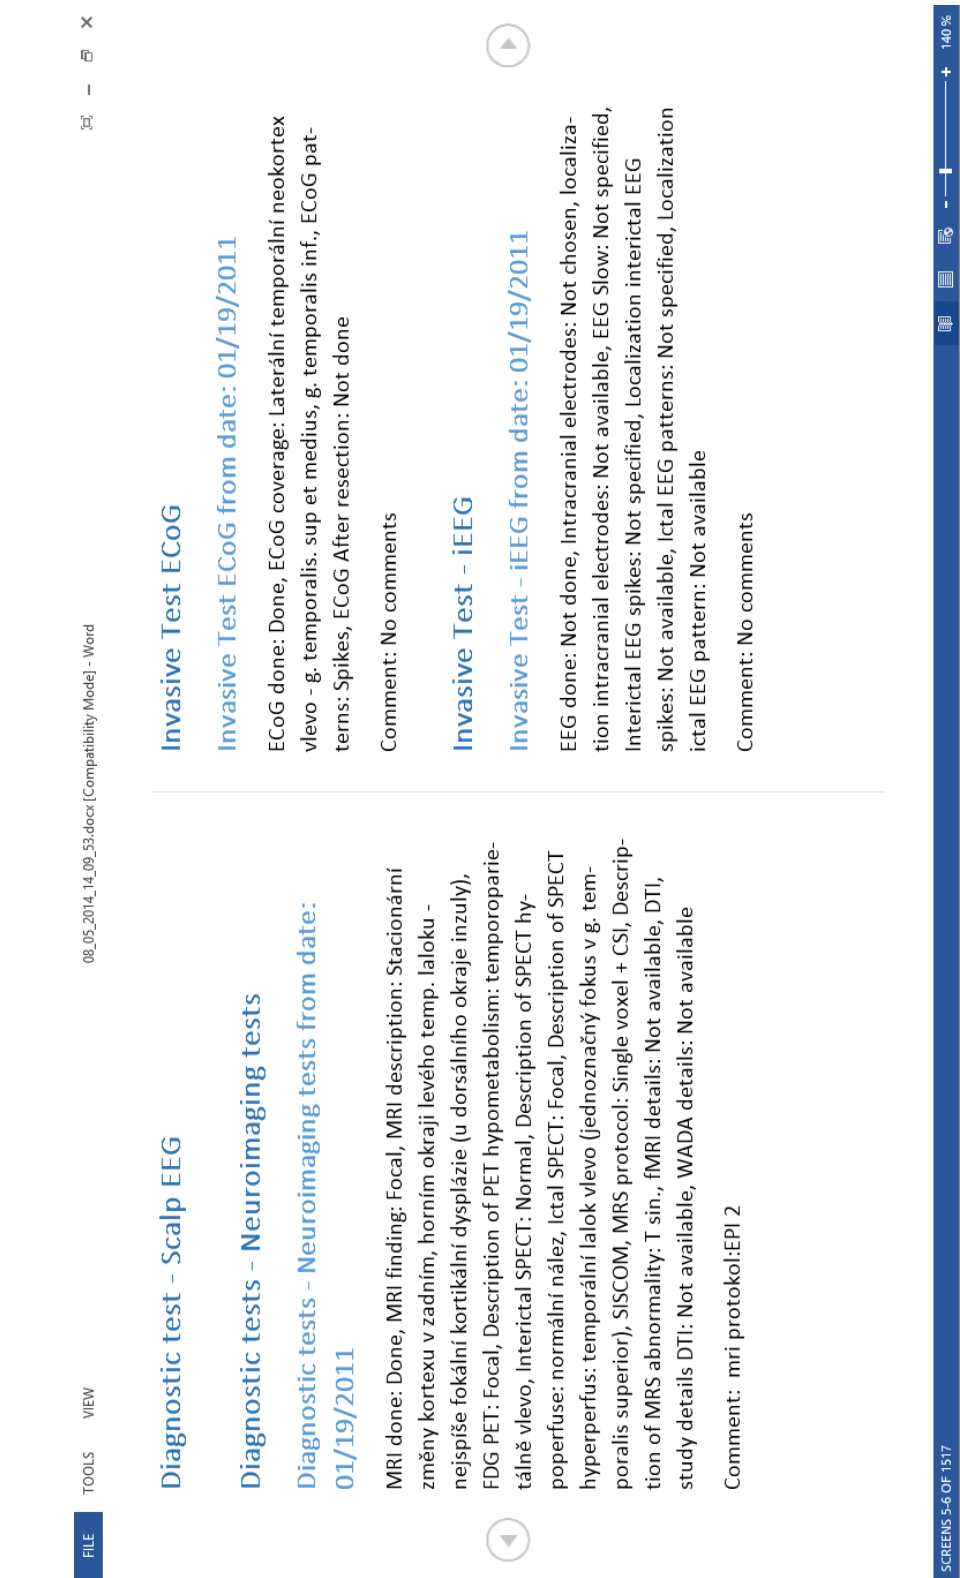 FILE TOOLS VIEW 08_05_2014_14_09_53.docx [Compatibility Mode] - Word
Diagnostic test - Scalp EEG
Diagnostic tests - Neuroimaging tests
Diagnostic tests - Neuroimaging tests from date:
01/19/2011
MRI done: Done, MRI finding: Focal, MRI description: Stacionární
změny kortexu v zadním, horním okraji levého temp. laloku -
nejspíše fokální kortikální dysplázie (u dorsálního okraje inzuly),
FDG PET: Focal, Description of PET hypometabolism: temporoparie-
tálně vlevo, Interictal SPECT: Normal, Description of SPECT hy-
poperfuse: normální nález, Ictal SPECT: Focal, Description of SPECT
hyperperfus: temporální lalok vlevo (jednoznačný fokus v g. tem-
poralis superior), SISCOM, MRS protocol: Single voxel + CSI, Descrip-
tion of MRS abnormality: T sin., fMRI details: Not available, DTI,
study details DTI: Not available, WADA details: Not available
Comment: mri protokol:EPI 2
Invasive Test ECoG
Invasive Test ECoG from date: 01/19/2011
ECoG done: Done, ECoG coverage: Laterální temporální neokortex
vlevo - g. temporalis. sup et medius, g. temporalis inf., ECoG pat-
terns: Spikes, ECoG After resection: Not done
Comment: No comments
Invasive Test - iEEG
Invasive Test - iEEG from date: 01/19/2011
EEG done: Not done, Intracranial electrodes: Not chosen, localiza-
tion intracranial electrodes: Not available, EEG Slow: Not specified,
Interictal EEG spikes: Not specified, Localization interictal EEG
spikes: Not available, Ictal EEG patterns: Not specified, Localization
ictal EEG pattern: Not available
Comment: No comments
SCREENS 5-6 OF 1517 140 %